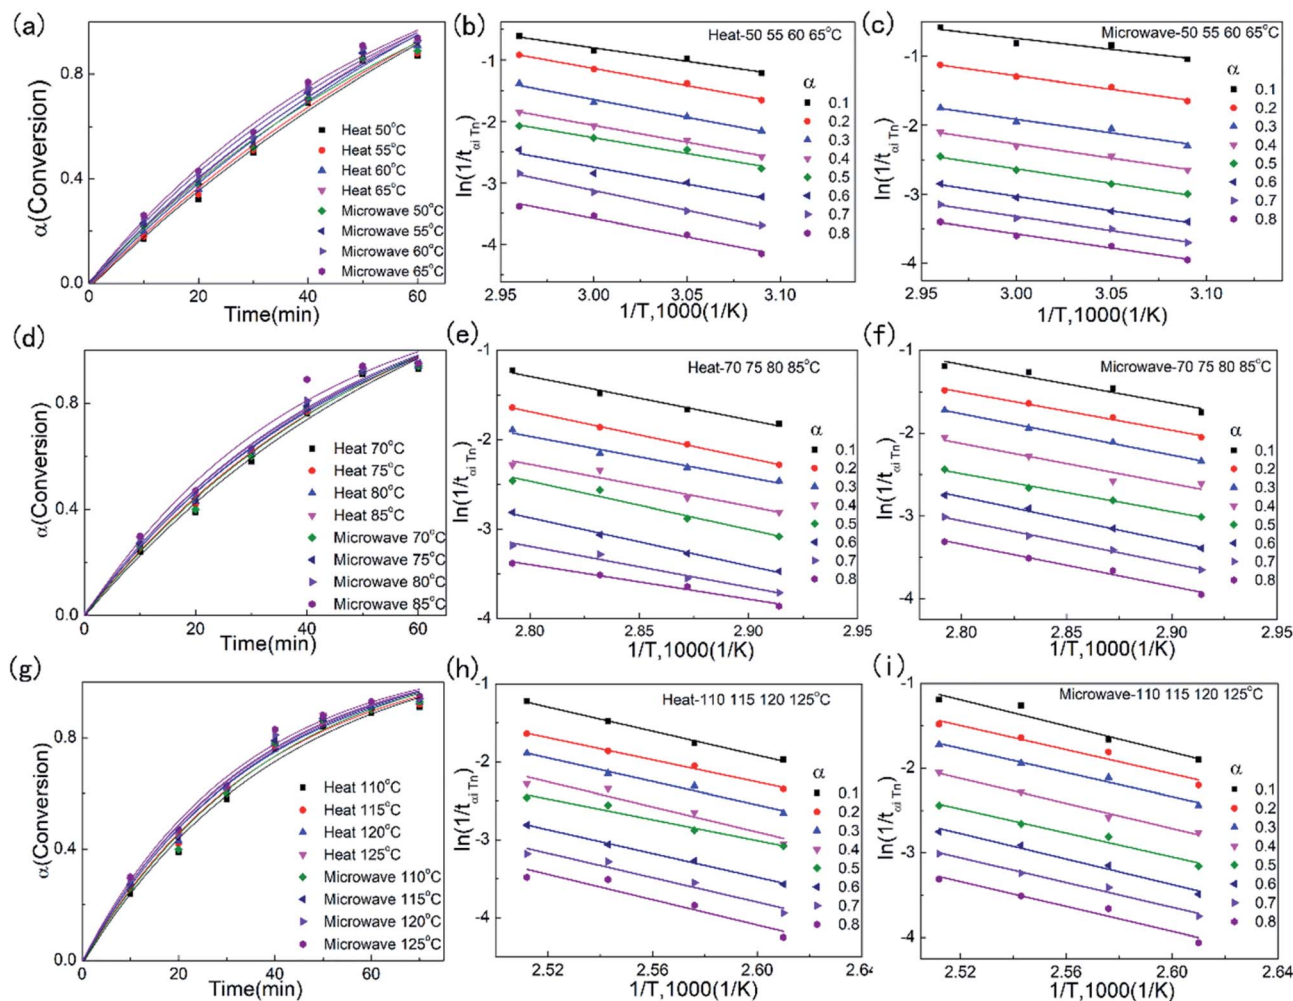 (a)
0.8
0.4
0.0
α(Conversion)
Heat 50°C
Heat 55°C
Heat 60°C
Heat 65°C
Microwave 50°C
Microwave 55°C
Microwave 60°C
Microwave 65°C
0 20 40 60
Time(min)
(b)
Heat-50 55 60 65°C
-1
-2
-3
-4
ln(1/tαi Tn)
α
0.1
0.2
0.3
0.4
0.5
0.6
0.7
0.8
2.95 3.00 3.05 3.10
1/T,1000(1/K)
(c)
Microwave-50 55 60 65°C
-1
-2
-3
-4
ln(1/tαi Tn)
α
0.1
0.2
0.3
0.4
0.5
0.6
0.7
0.8
2.95 3.00 3.05 3.10
1/T,1000(1/K)
(d)
0.8
0.4
0.0
α(Conversion)
Heat 70°C
Heat 75°C
Heat 80°C
Heat 85°C
Microwave 70°C
Microwave 75°C
Microwave 80°C
Microwave 85°C
0 20 40 60
Time(min)
(e)
Heat-70 75 80 85°C
-1
-2
-3
-4
ln(1/tαi Tn)
α
0.1
0.2
0.3
0.4
0.5
0.6
0.7
0.8
2.80 2.85 2.90 2.95
1/T,1000(1/K)
(f)
Microwave-70 75 80 85°C
-1
-2
-3
-4
ln(1/tαi Tn)
α
0.1
0.2
0.3
0.4
0.5
0.6
0.7
0.8
2.80 2.85 2.90 2.95
1/T,1000(1/K)
(g)
0.8
0.4
0.0
α(Conversion)
Heat 110°C
Heat 115°C
Heat 120°C
Heat 125°C
Microwave 110°C
Microwave 115°C
Microwave 120°C
Microwave 125°C
0 20 40 60
Time(min)
(h)
Heat-110 115 120 125°C
-1
-2
-3
-4
ln(1/tαi Tn)
α
0.1
0.2
0.3
0.4
0.5
0.6
0.7
0.8
2.52 2.56 2.60 2.64
1/T,1000(1/K)
(i)
Microwave-110 115 120 125°C
-1
-2
-3
-4
ln(1/tαi Tn)
α
0.1
0.2
0.3
0.4
0.5
0.6
0.7
0.8
2.52 2.56 2.60 2.64
1/T,1000(1/K)